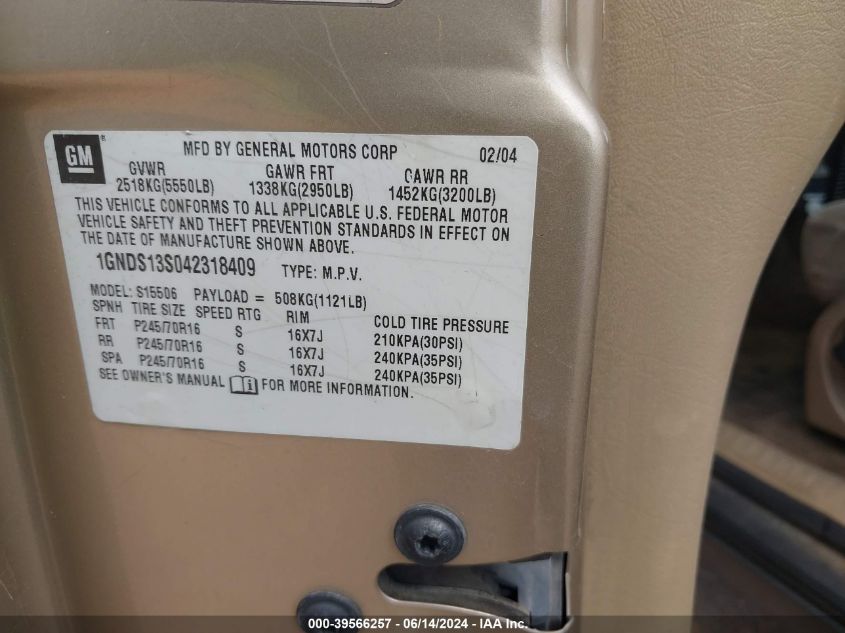 GM ® MFD BY GENERAL MOTORS CORP 02/04
GVWR GAWR FRT GAWR RR
2518KG(5550LB) 1338KG(2950LB) 1452KG(3200LB)
THIS VEHICLE CONFORMS TO ALL APPLICABLE U.S. FEDERAL MOTOR
VEHICLE SAFETY AND THEFT PREVENTION STANDARDS IN EFFECT ON
THE DATE OF MANUFACTURE SHOWN ABOVE.
1GNDS13S042318409 TYPE: M.P.V.
MODEL: S15506 PAYLOAD = 508KG(1121LB)
SPNH TIRE SIZE SPEED RTG RIM COLD TIRE PRESSURE
FRT P245/70R16 S 16X7J 210KPA(30PSI)
RR P245/70R16 S 16X7J 240KPA(35PSI)
SPA P245/70R16 S 16X7J 240KPA(35PSI)
SEE OWNER'S MANUAL i FOR MORE INFORMATION.
000-39566257 - 06/14/2024 - IAA Inc.